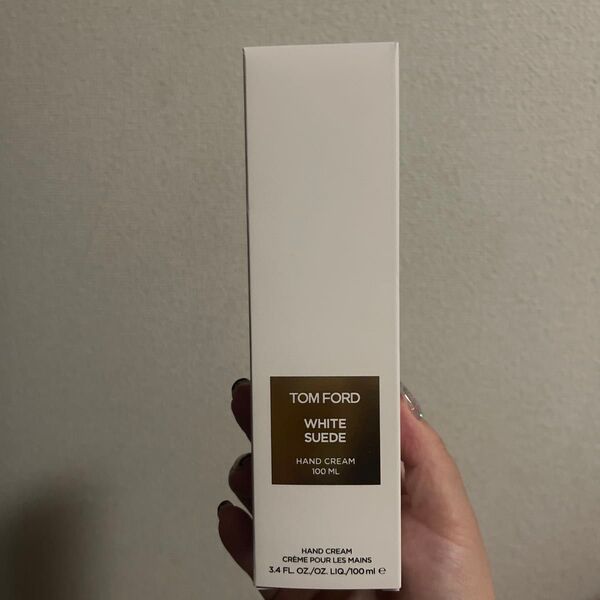 TOM FORD
WHITE
SUEDE
HAND CREAM
100 ML
HAND CREAM
CRÈME POUR LES MAINS
3.4 FL. OZ./OZ. LIQ./100 ml ℮